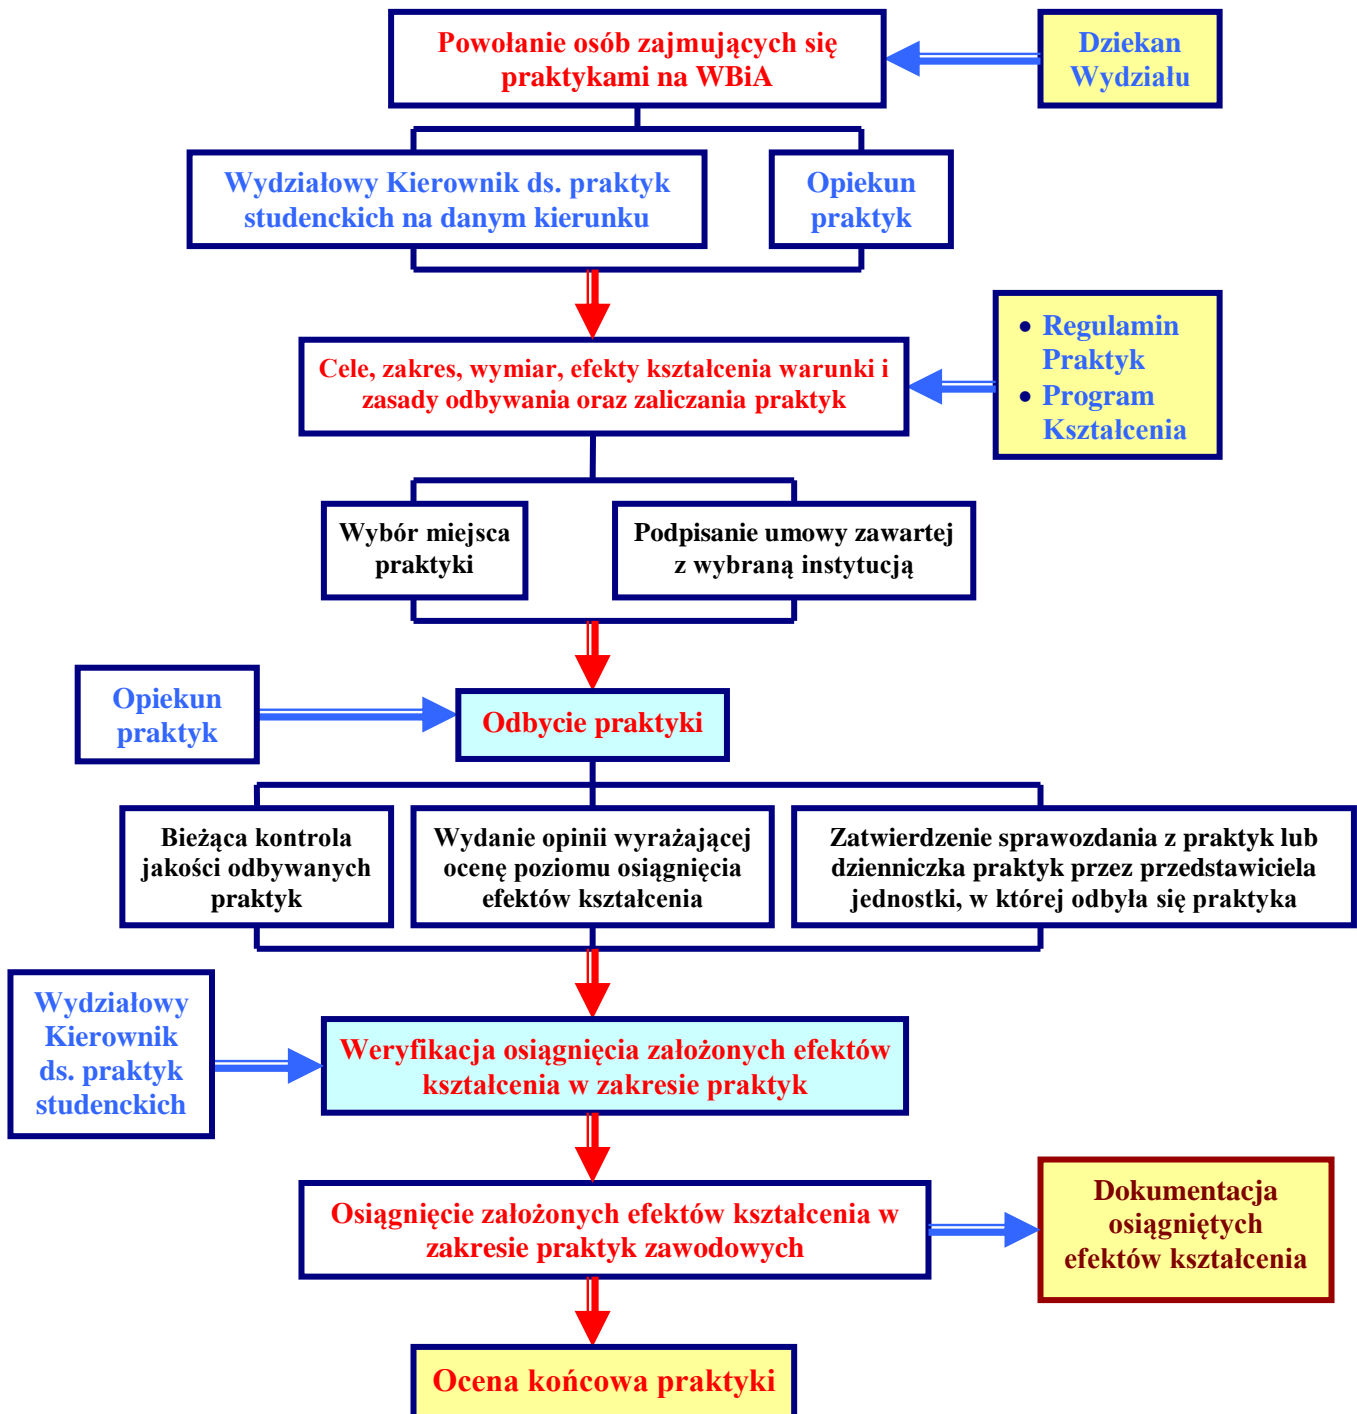 Powołanie osób zajmujących się
praktykami na WBiA
Dziekan
Wydziału
Wydziałowy Kierownik ds. praktyk
studenckich na danym kierunku
Opiekun
praktyk
Cele, zakres, wymiar, efekty kształcenia warunki i
zasady odbywania oraz zaliczania praktyk
• Regulamin
Praktyk
• Program
Kształcenia
Wybór miejsca
praktyki
Podpisanie umowy zawartej
z wybraną instytucją
Opiekun
praktyk
Odbycie praktyki
Bieżąca kontrola
jakości odbywanych
praktyk
Wydanie opinii wyrażającej
ocenę poziomu osiągnięcia
efektów kształcenia
Zatwierdzenie sprawozdania z praktyk lub
dzienniczka praktyk przez przedstawiciela
jednostki, w której odbyła się praktyka
Wydziałowy
Kierownik
ds. praktyk
studenckich
Weryfikacja osiągnięcia założonych efektów
kształcenia w zakresie praktyk
Osiągnięcie założonych efektów kształcenia w
zakresie praktyk zawodowych
Dokumentacja
osiągniętych
efektów kształcenia
Ocena końcowa praktyki